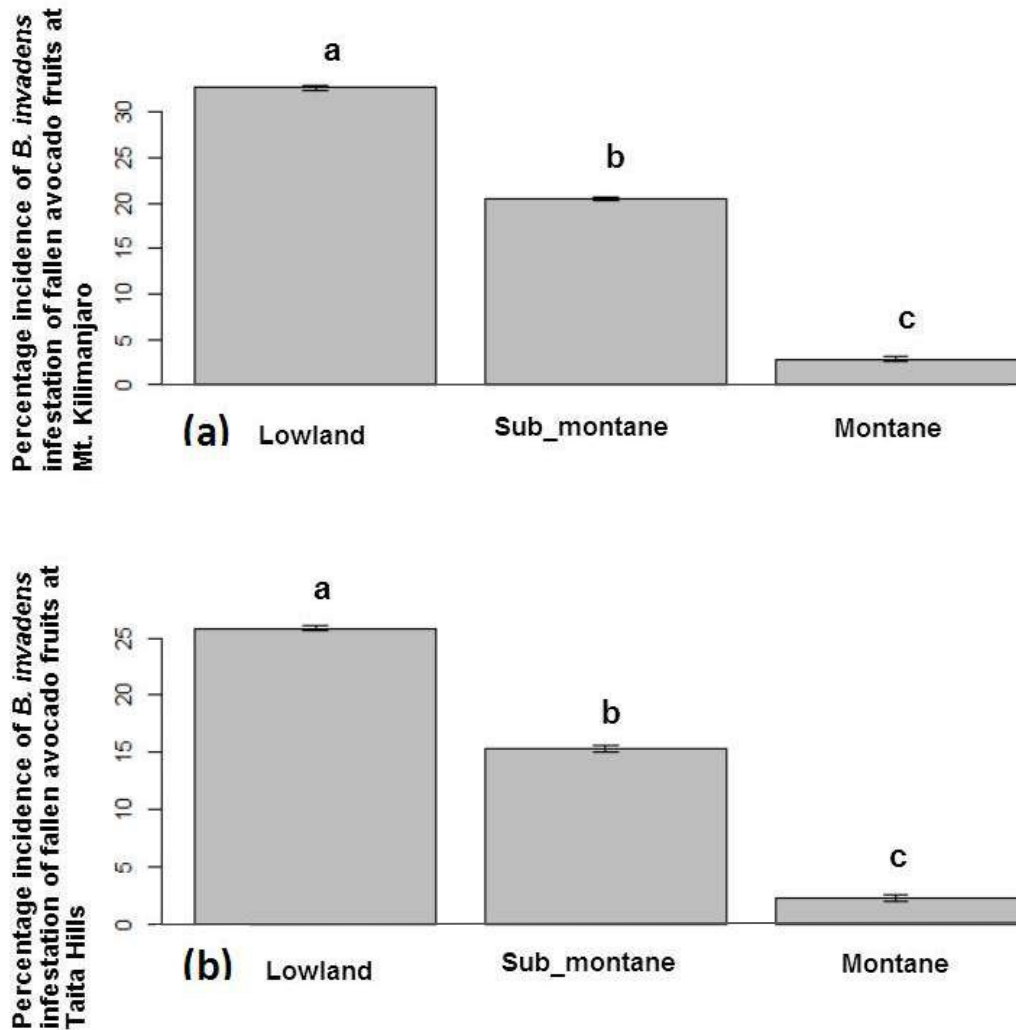 Percentage incidence of B. invadens
infestation of fallen avocado fruits at
Mt. Kilimanjaro
a
b
c
30
25
20
15
10
5
0
(a) Lowland Sub_montane Montane
Percentage incidence of B. invadens
infestation of fallen avocado fruits at
Taita Hills
a
b
c
25
20
15
10
5
0
(b) Lowland Sub_montane Montane